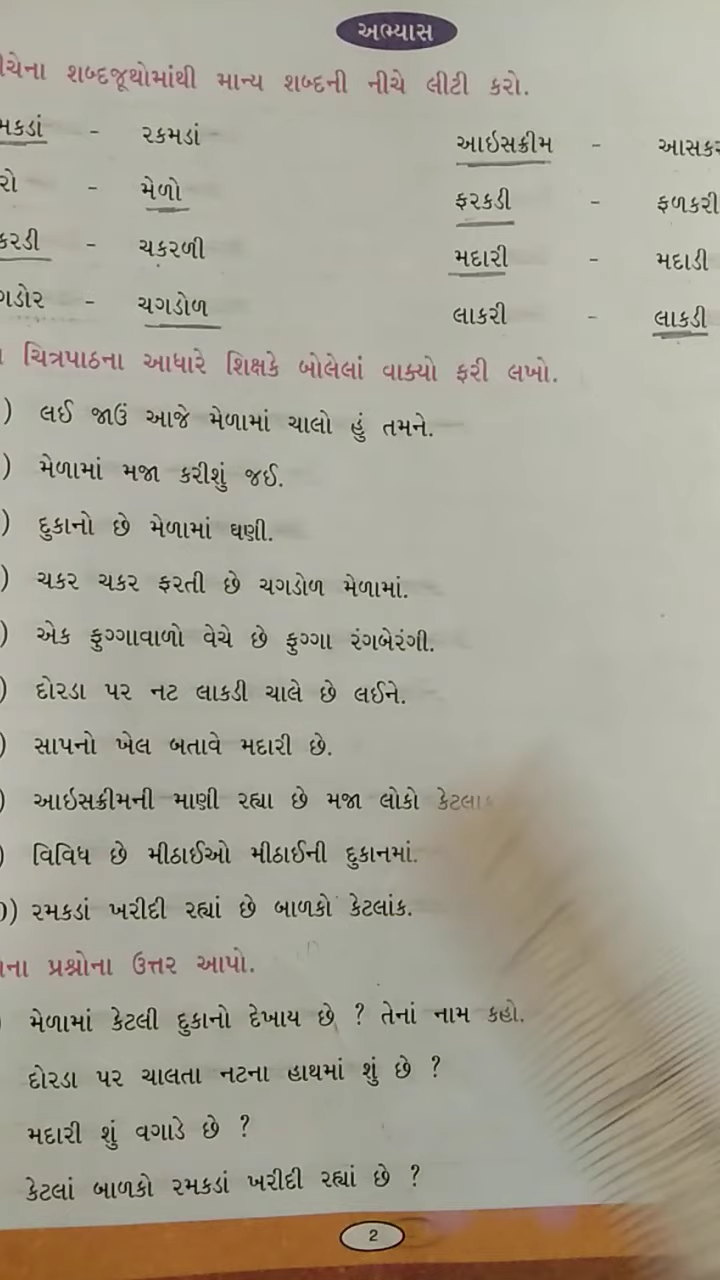 અભ્યાસ
શબ્દજૂથોમાંથી માન્ય શબ્દની નીચે લીટી કરો.
- રકમડાં આઇસક્રીમ -
- મેળો ફરકડી - ફળકરી
- ચકરળી મદારી - મદાડી
- ચગડોળ લાકરી - લાકડી
ચિત્રપાઠના આધારે શિક્ષકે બોલેલાં વાક્યો ફરી લખો.
) લઈ જાઉં આજે મેળામાં ચાલો હું તમને.
) મેળામાં મજા કરીશું જઈ.
) દુકાનો છે મેળામાં ઘણી.
) ચકર ચકર ફરતી છે ચગડોળ મેળામાં.
) એક ફુગ્ગાવાળો વેચે છે ફુગ્ગા રંગબેરંગી.
) દોરડા પર નટ લાકડી ચાલે છે લઈને.
) સાપનો ખેલ બતાવે મદારી છે.
) આઇસક્રીમની માણી રહ્યા છે મજા લોકો
) વિવિધ છે મીઠાઈઓ મીઠાઈની દુકાનમાં.
) રમકડાં ખરીદી રહ્યાં છે બાળકો કેટલાંક.
પ્રશ્નોના ઉત્તર આપો.
મેળામાં કેટલી દુકાનો દેખાય છે ? તેનાં નામ કહો.
દોરડા પર ચાલતા નટના હાથમાં શું છે ?
મદારી શું વગાડે છે ?
કેટલાં બાળકો રમકડાં ખરીદી રહ્યાં છે ?
2